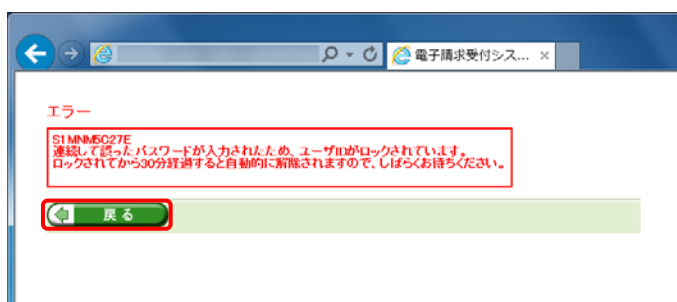 電子請求受付シス...
エラー
S1MNM5C27E
連続して誤ったパスワードが入力されたため、ユーザIDがロックされています。
ロックされてから30分経過すると自動的に解除されますので、しばらくお待ちください。
戻る